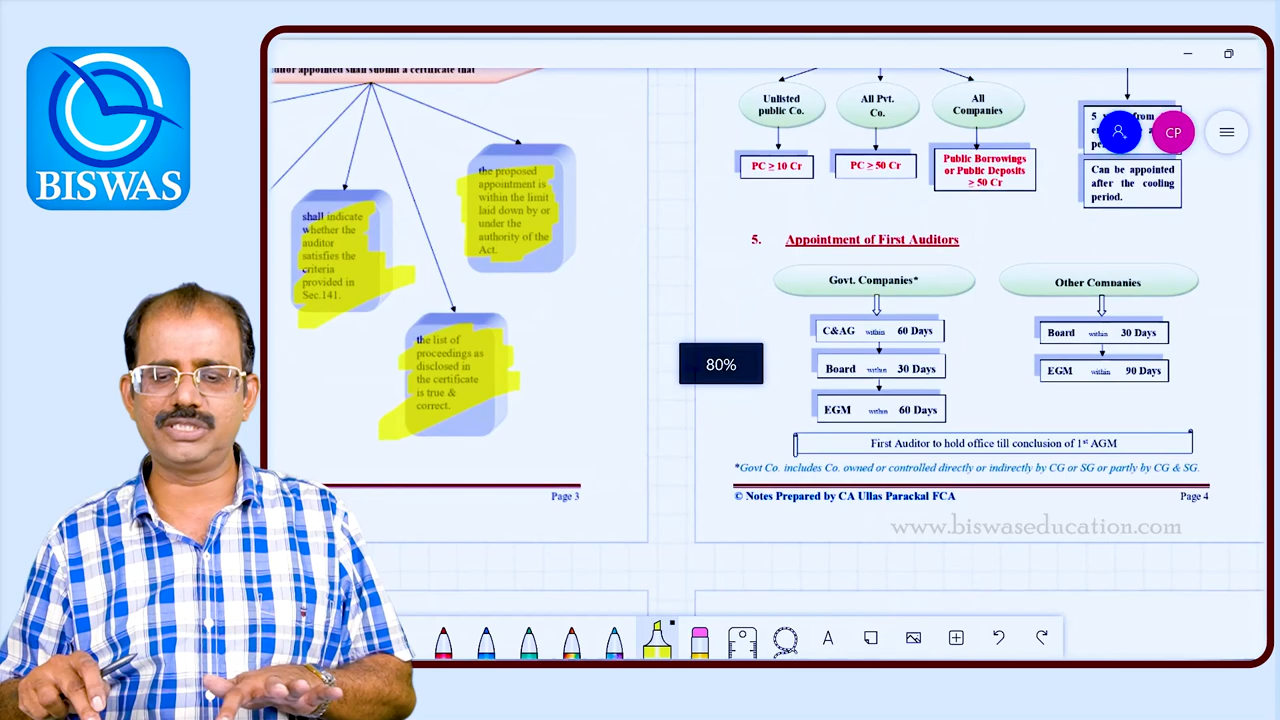 BISWAS
ditor appointed shall submit a certificate that
shall indicate
whether the
auditor
satisfies the
criteria
provided in
Sec.141.
the list of
proceedings as
disclosed in
the certificate
is true &
correct.
the proposed
appointment is
within the limit
laid down by or
under the
authority of the
Act.
Page 3
80%
Unlisted
public Co.
All Pvt.
Co.
All
Companies
PC ≥ 10 Cr
PC ≥ 50 Cr
Public Borrowings
or Public Deposits
≥ 50 Cr
5
from
CP
Can be appointed
after the cooling
period.
5. Appointment of First Auditors
Govt. Companies*
C&AG within 60 Days
Board within 30 Days
EGM within 60 Days
Other Companies
Board within 30 Days
EGM within 90 Days
First Auditor to hold office till conclusion of 1st AGM
*Govt Co. includes Co. owned or controlled directly or indirectly by CG or SG or partly by CG & SG.
© Notes Prepared by CA Ullas Parackal FCA
Page 4
www.biswaseducation.com